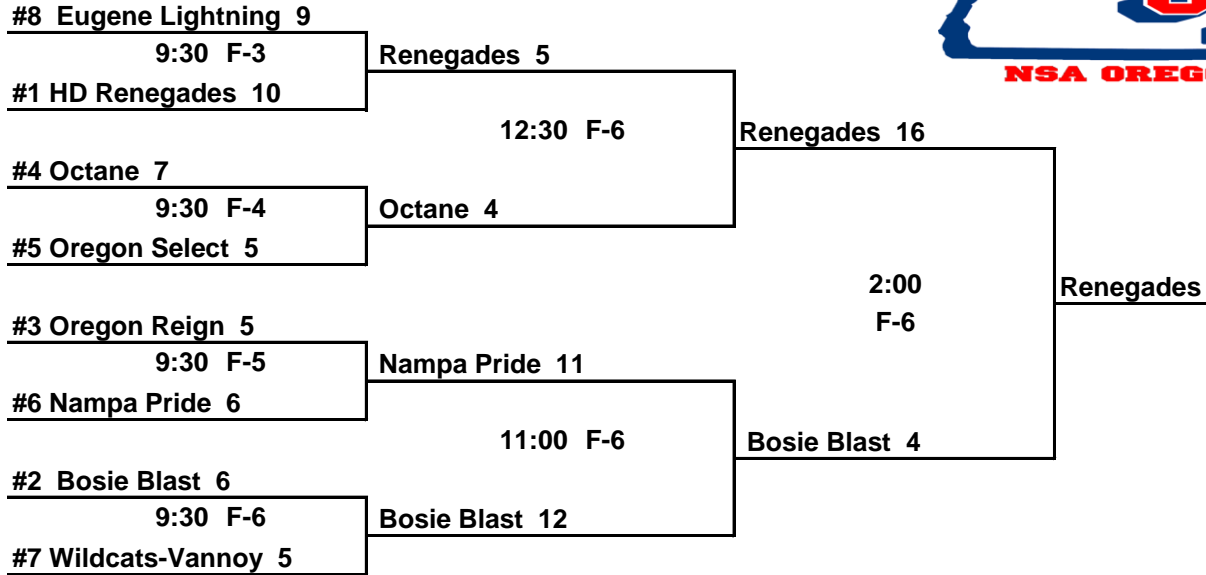 #8 Eugene Lightning 9
9:30 F-3
Renegades 5
#1 HD Renegades 10
NSA
12:30 F-6
Renegades 16
#4 Octane 7
9:30 F-4
Octane 4
#5 Oregon Select 5
2:00
Renegades
F-6
#3 Oregon Reign 5
9:30 F-5
Nampa Pride 11
#6 Nampa Pride 6
11:00 F-6
Bosie Blast 4
#2 Bosie Blast 6
9:30 F-6
Bosie Blast 12
#7 Wildcats-Vannoy 5